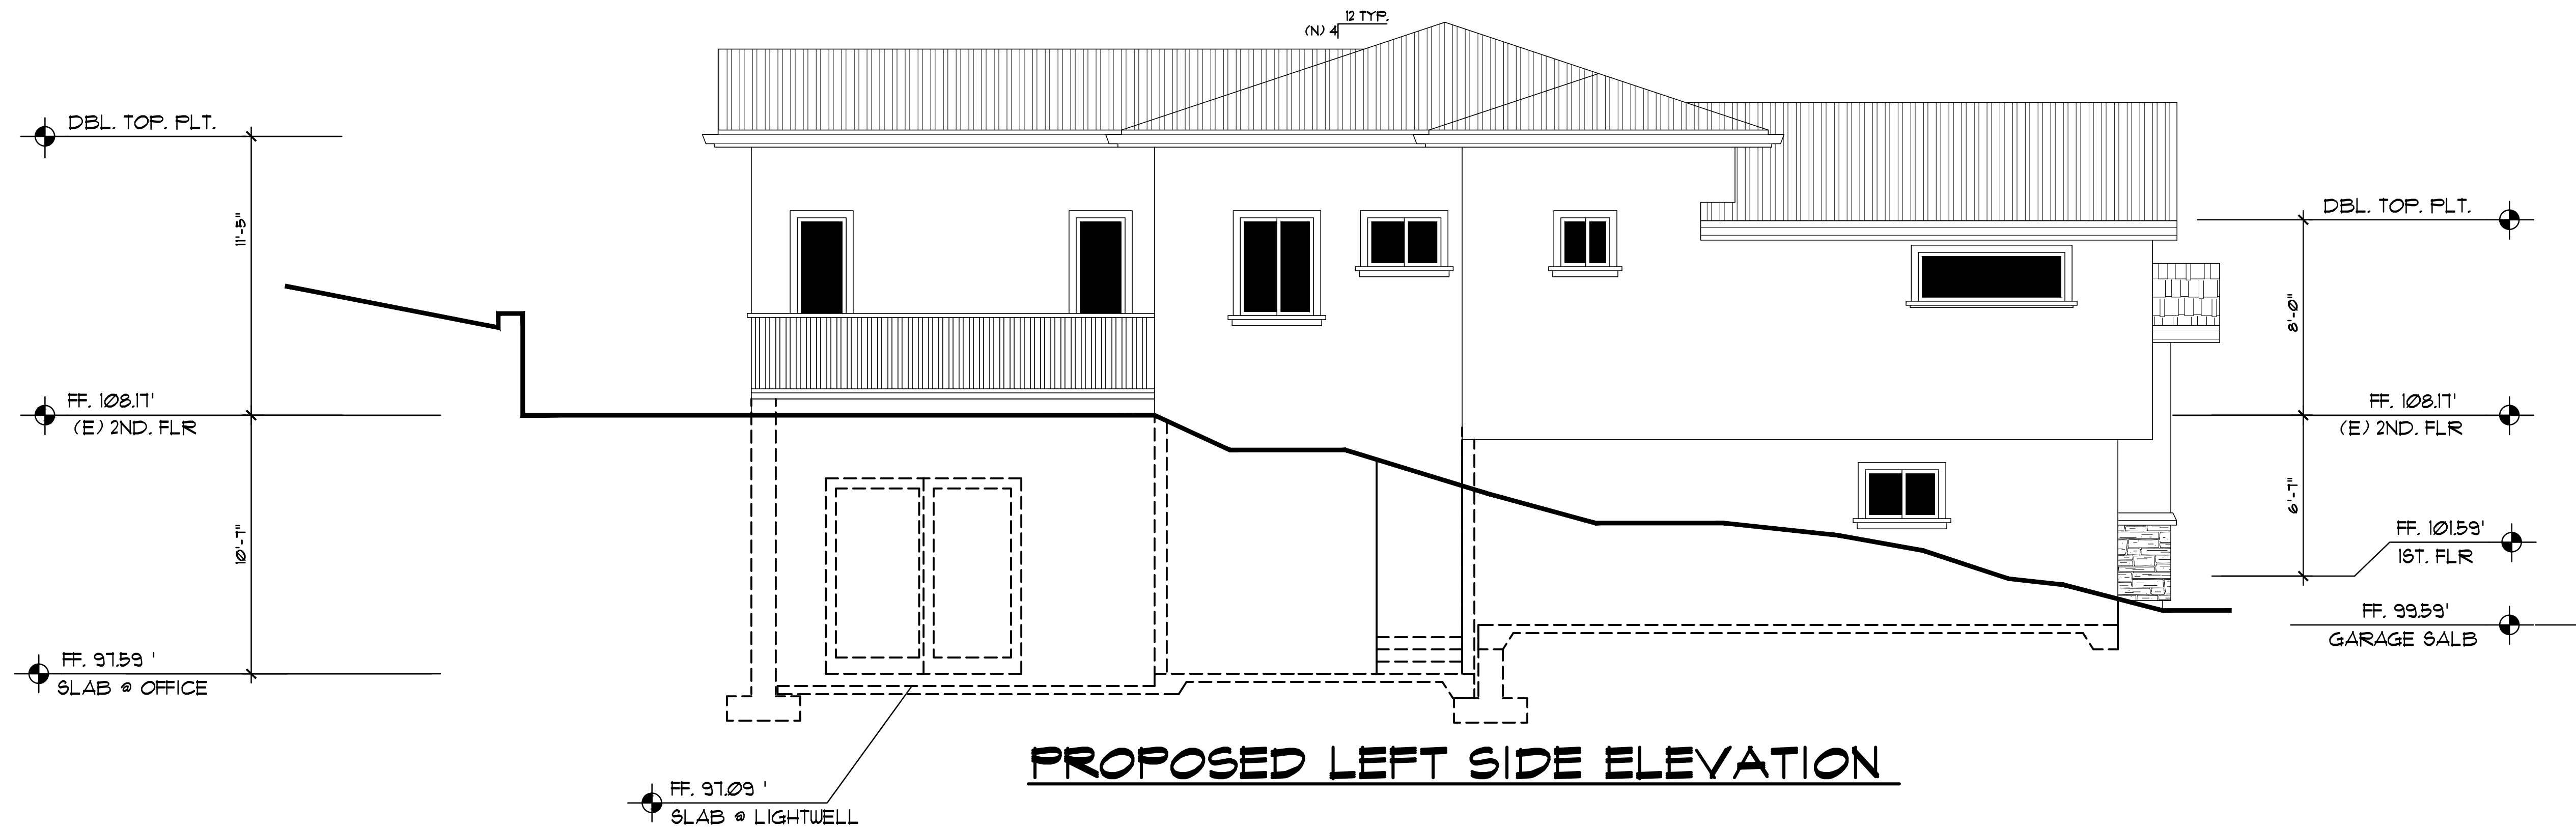 12 TYP.
(N) 4
DBL. TOP. PLT.
11'-5"
FF. 108.17'
(E) 2ND. FLR
10'-7"
FF. 97.59 '
SLAB @ OFFICE
FF. 97.09 '
SLAB @ LIGHTWELL
DBL. TOP. PLT.
8'-0"
FF. 108.17'
(E) 2ND. FLR
6'-7"
FF. 101.59'
1ST. FLR
FF. 99.59'
GARAGE SALB
PROPOSED LEFT SIDE ELEVATION